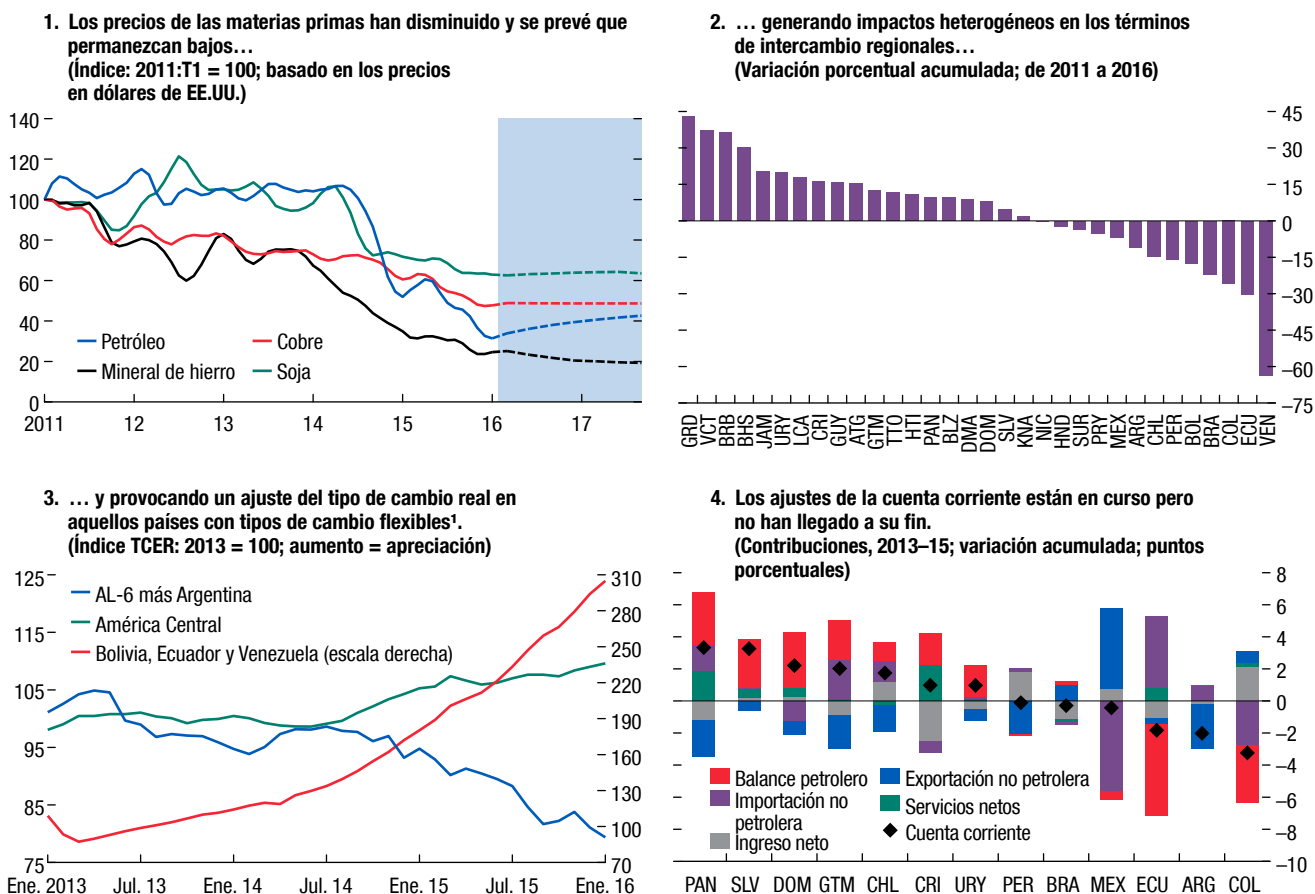 1. Los precios de las materias primas han disminuido y se prevé que
permanezcan bajos…
(Índice: 2011:T1 = 100; basado en los precios
en dólares de EE.UU.)
140
120
100
80
60
40
20
0
Petróleo
Cobre
Mineral de hierro
Soja
2011 12 13 14 15 16 17
2. … generando impactos heterogéneos en los términos
de intercambio regionales…
(Variación porcentual acumulada; de 2011 a 2016)
45
30
15
0
–15
–30
–45
–60
–75
GRD VCT BRB BHS JAM URY LCA CRI GUY ATG GTM TTO HTI PAN BLZ DMA DOM SLV KNA NIC HND SUR PRY MEX ARG CHL PER BOL BRA COL ECU VEN
3. … y provocando un ajuste del tipo de cambio real en
aquellos países con tipos de cambio flexibles¹.
(Índice TCER: 2013 = 100; aumento = apreciación)
125
115
105
95
85
75
AL-6 más Argentina
América Central
Bolivia, Ecuador y Venezuela (escala derecha)
310
280
250
220
190
160
130
100
70
Ene. 2013 Jul. 13 Ene. 14 Jul. 14 Ene. 15 Jul. 15 Ene. 16
4. Los ajustes de la cuenta corriente están en curso pero
no han llegado a su fin.
(Contribuciones, 2013–15; variación acumulada; puntos
porcentuales)
8
6
4
2
0
–2
–4
–6
–8
–10
Balance petrolero
Importación no
petrolera
Ingreso neto
Exportación no petrolera
Servicios netos
Cuenta corriente
PAN SLV DOM GTM CHL CRI URY PER BRA MEX ECU ARG COL